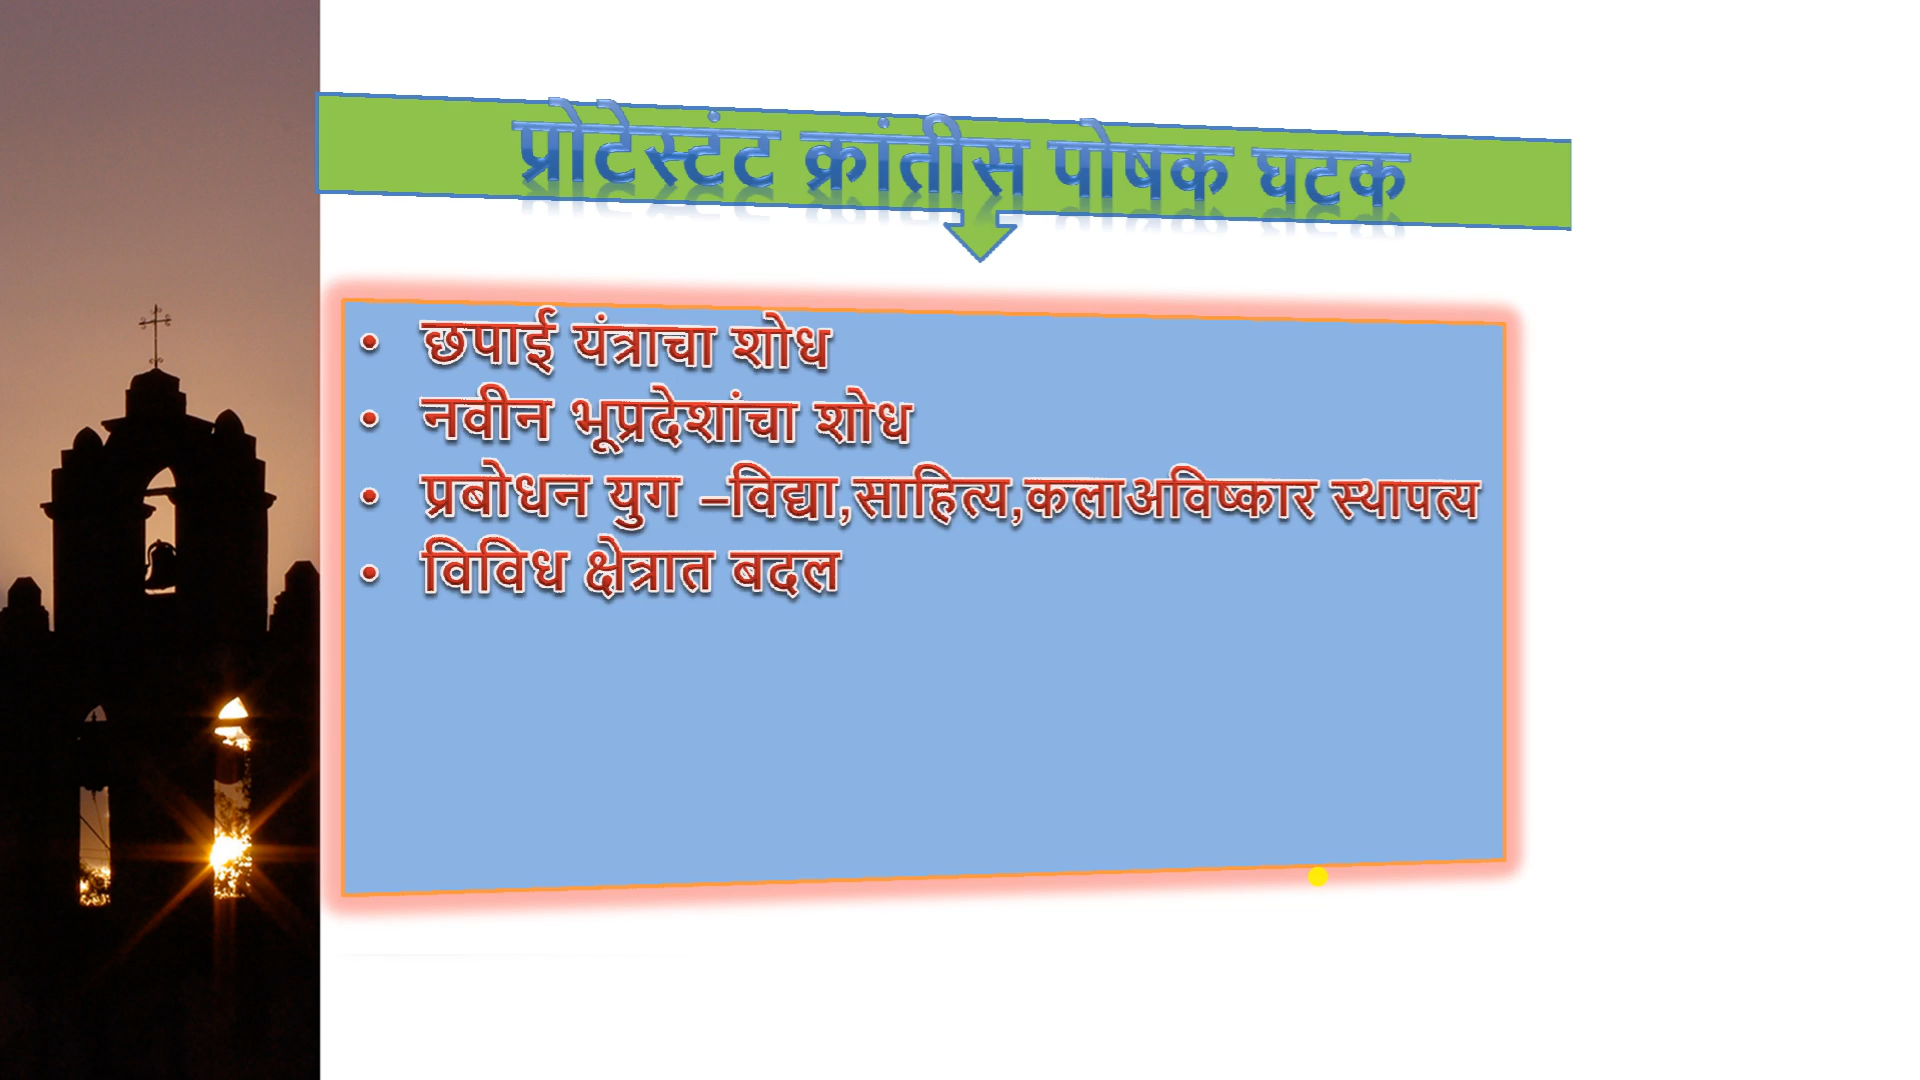 प्रोटेस्टंट क्रांतीस पोषक घटक
• छपाई यंत्राचा शोध
• नवीन भूप्रदेशांचा शोध
• प्रबोधन युग –विद्या,साहित्य,कलाअविष्कार स्थापत्य
• विविध क्षेत्रात बदल